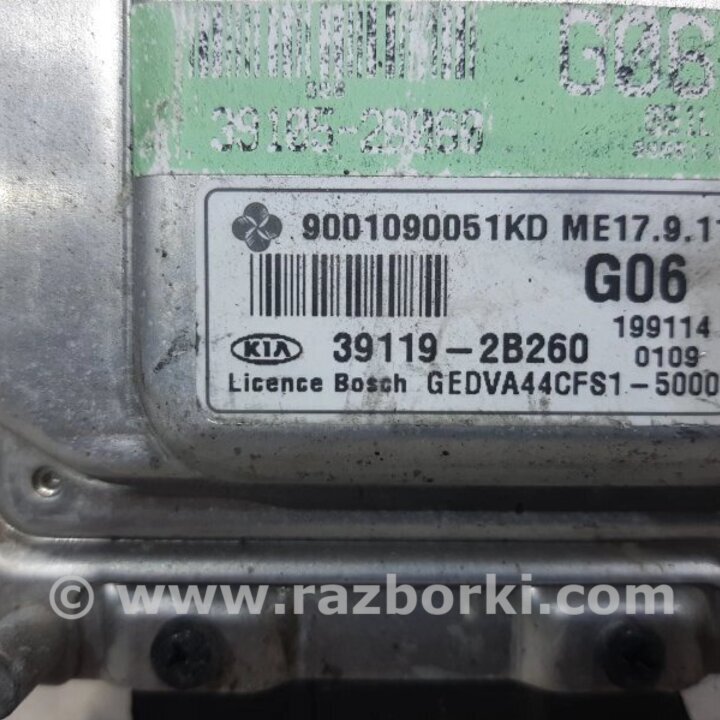 G06
39105-2B080
9001090051KD ME17.9.11
G06
199114
KIA 39119-2B260 0109
Licence Bosch GEDVA44CFS1-5000
© www.razborki.com